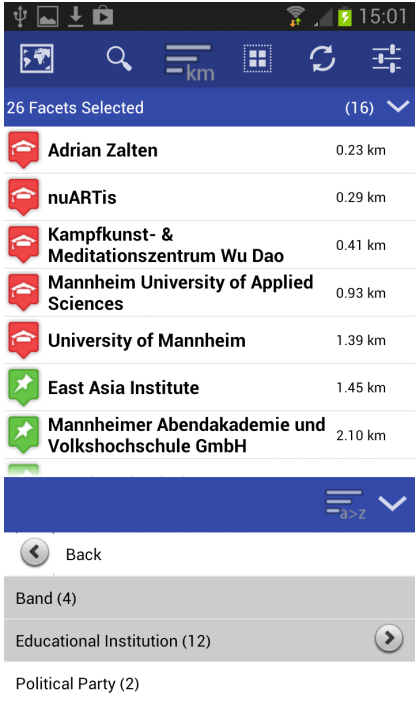 15:01
km
26 Facets Selected (16)
Adrian Zalten 0.23 km
nuARTis 0.29 km
Kampfkunst- &
Meditationszentrum Wu Dao 0.41 km
Mannheim University of Applied
Sciences 0.93 km
University of Mannheim 1.39 km
East Asia Institute 1.45 km
Mannheimer Abendakademie und
Volkshochschule GmbH 2.10 km
a>z
Back
Band (4)
Educational Institution (12)
Political Party (2)